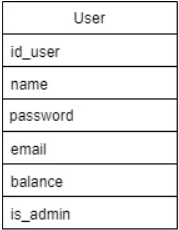 User
id_user
name
password
email
balance
is_admin